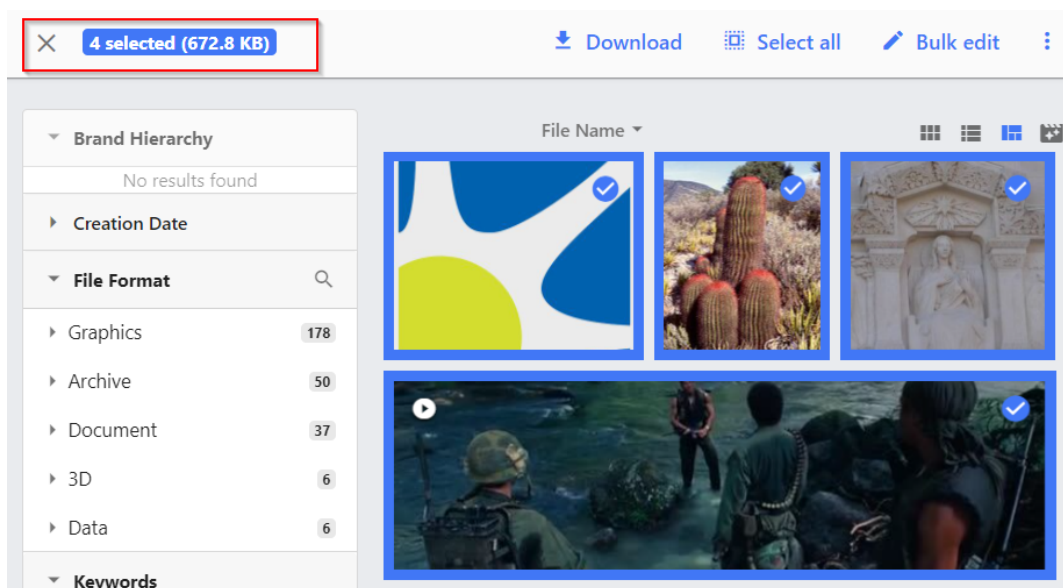 4 selected (672.8 KB)
Download
Select all
Bulk edit
Brand Hierarchy
No results found
Creation Date
File Format
Graphics 178
Archive 50
Document 37
3D 6
Data 6
Keywords
File Name